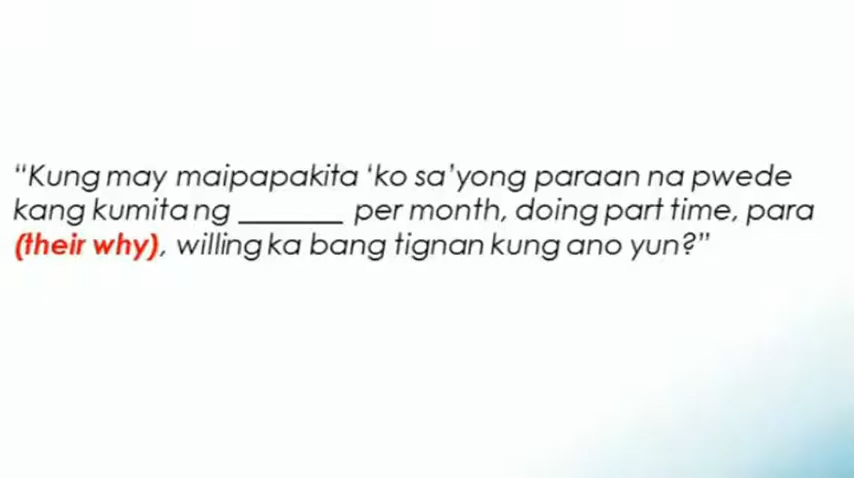 “Kung may maipapakita ‘ko sa’yong paraan na pwede
kang kumita ng ______ per month, doing part time, para
(their why), willing ka bang tignan kung ano yun?”